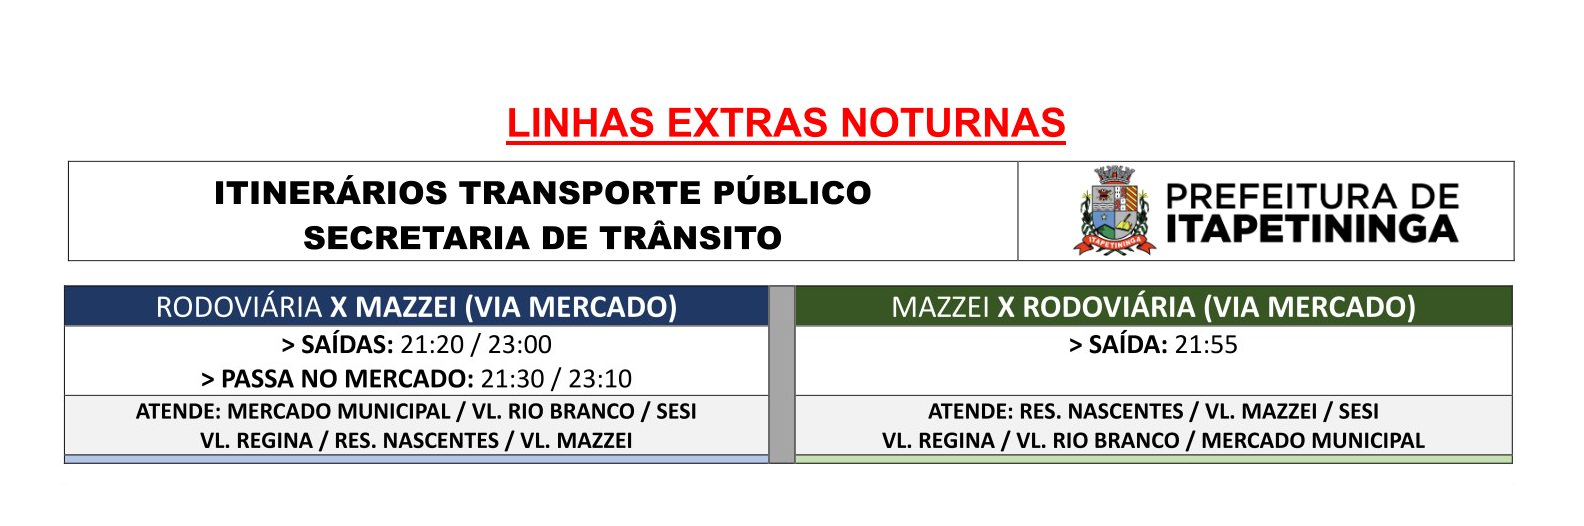 LINHAS EXTRAS NOTURNAS
ITINERÁRIOS TRANSPORTE PÚBLICO
SECRETARIA DE TRÂNSITO
ITAPETININGA
PREFEITURA DE
ITAPETININGA
RODOVIÁRIA X MAZZEI (VIA MERCADO)
> SAÍDAS: 21:20 / 23:00
> PASSA NO MERCADO: 21:30 / 23:10
ATENDE: MERCADO MUNICIPAL / VL. RIO BRANCO / SESI
VL. REGINA / RES. NASCENTES / VL. MAZZEI
MAZZEI X RODOVIÁRIA (VIA MERCADO)
> SAÍDA: 21:55
ATENDE: RES. NASCENTES / VL. MAZZEI / SESI
VL. REGINA / VL. RIO BRANCO / MERCADO MUNICIPAL